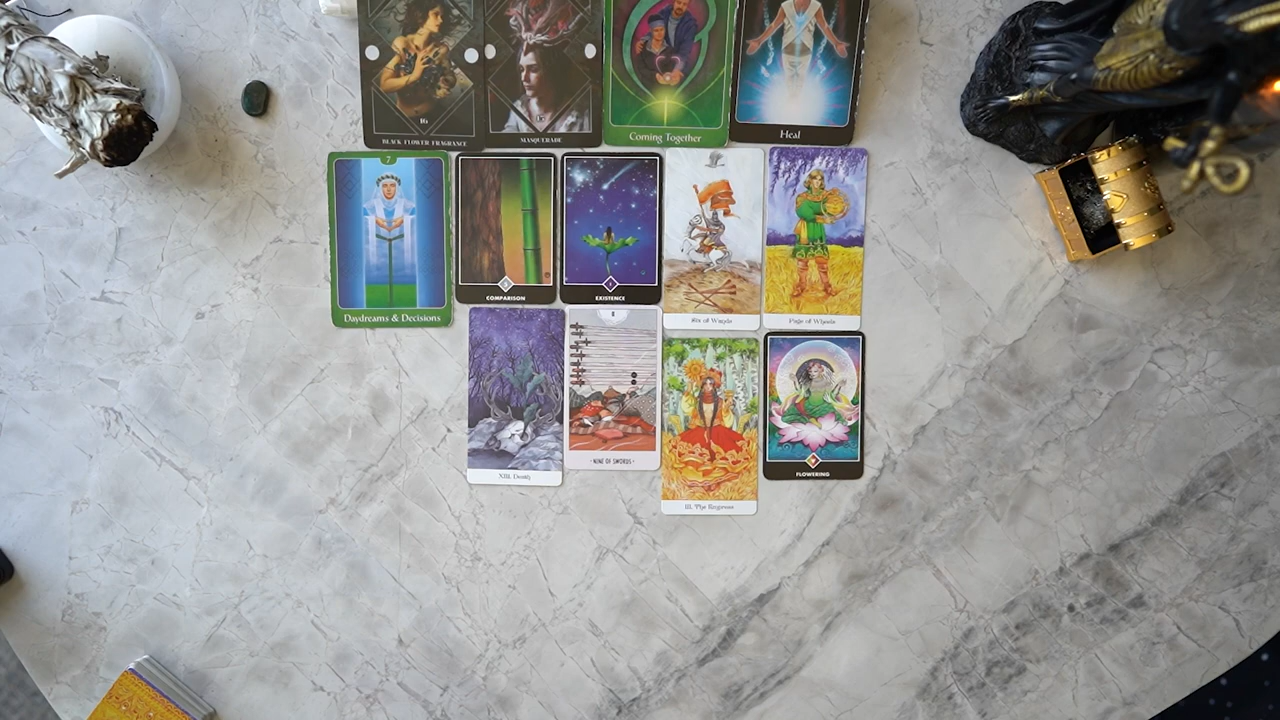 16
BLACK FLOWER FRAGRANCE
MASQUERADE
Coming Together
Heal
7
Daydreams & Decisions
COMPARISON
EXISTENCE
Six of Wands
Page of Wheels
XIII. Death
NINE OF SWORDS
III. The Empress
FLOWERING